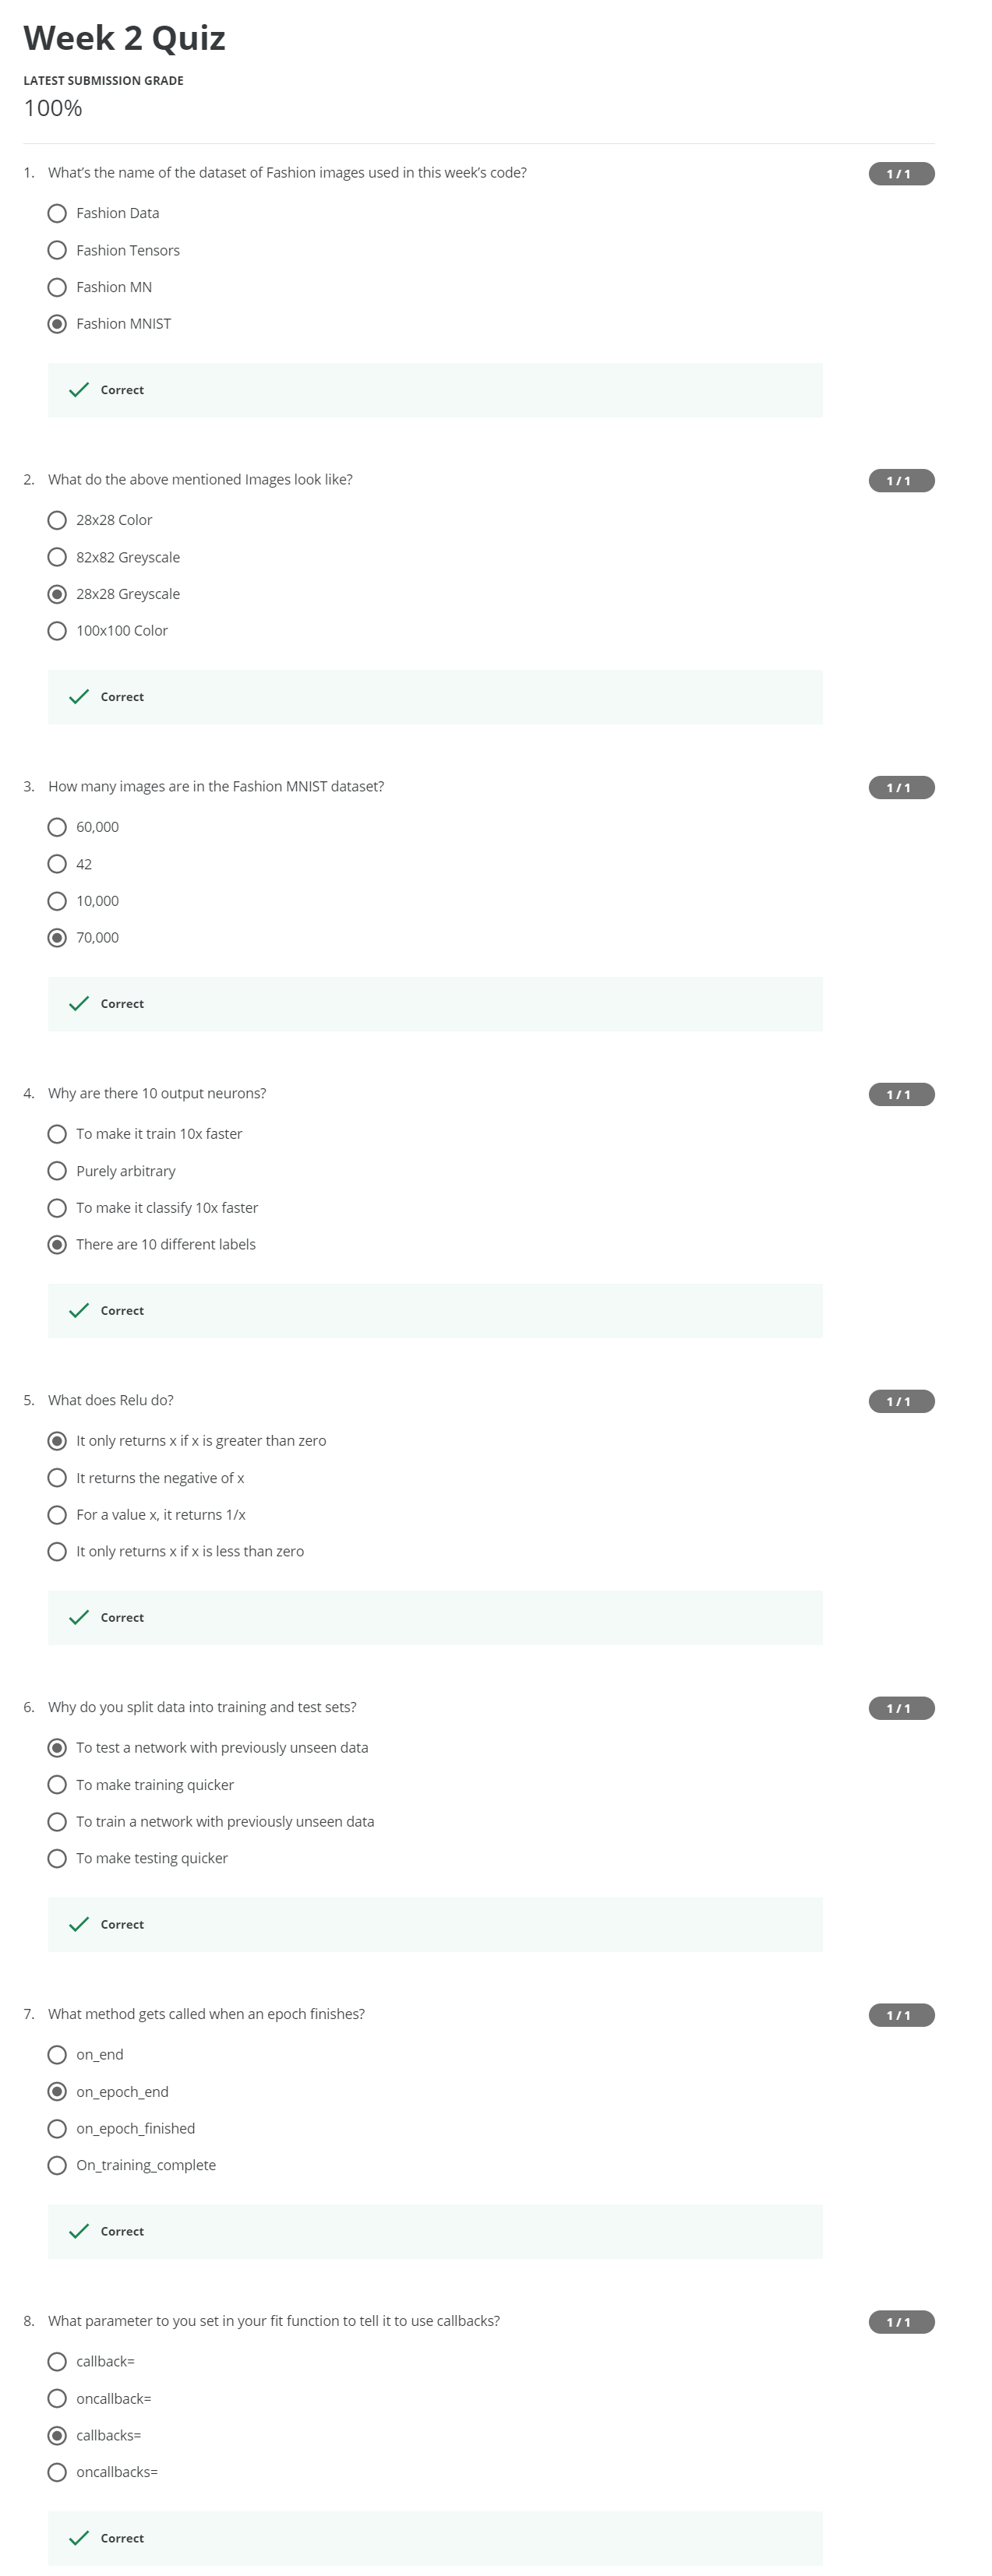 Week 2 Quiz
LATEST SUBMISSION GRADE
100%
1. What's the name of the dataset of Fashion images used in this week's code? 1 / 1
Fashion Data
Fashion Tensors
Fashion MN
Fashion MNIST
Correct
2. What do the above mentioned Images look like? 1 / 1
28x28 Color
82x82 Greyscale
28x28 Greyscale
100x100 Color
Correct
3. How many images are in the Fashion MNIST dataset? 1 / 1
60,000
42
10,000
70,000
Correct
4. Why are there 10 output neurons? 1 / 1
To make it train 10x faster
Purely arbitrary
To make it classify 10x faster
There are 10 different labels
Correct
5. What does Relu do? 1 / 1
It only returns x if x is greater than zero
It returns the negative of x
For a value x, it returns 1/x
It only returns x if x is less than zero
Correct
6. Why do you split data into training and test sets? 1 / 1
To test a network with previously unseen data
To make training quicker
To train a network with previously unseen data
To make testing quicker
Correct
7. What method gets called when an epoch finishes? 1 / 1
on_end
on_epoch_end
on_epoch_finished
On_training_complete
Correct
8. What parameter to you set in your fit function to tell it to use callbacks? 1 / 1
callback=
oncallback=
callbacks=
oncallbacks=
Correct